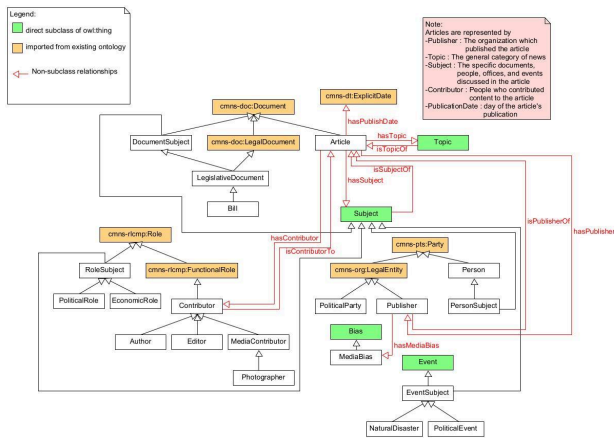 Legend:
direct subclass of owl:thing
imported from existing ontology
Non-subclass relationships
Note:
Articles are represented by
-Publisher : The organization which
published the article
-Topic : The general category of news
-Subject : The specific documents,
people, offices, and events
discussed in the article
-Contributor : People who contributed
content to the article
-PublicationDate : day of the article's
publication
cmns-dt:ExplicitDate
cmns-doc:Document
hasPublishDate
DocumentSubject
cmns-doc:LegalDocument
Article
hasTopic
isTopicOf
Topic
isSubjectOf
hasSubject
LegislativeDocument
Bill
Subject
isPublisherOf
hasPublisher
cmns-rlcmp:Role
hasContributor
isContributorTo
cmns-pts:Party
RoleSubject
cmns-rlcmp:FunctionalRole
cmns-org:LegalEntity
Person
PoliticalRole
EconomicRole
Contributor
PoliticalParty
Publisher
PersonSubject
Bias
hasMediaBias
Author
Editor
MediaContributor
MediaBias
Event
Photographer
EventSubject
NaturalDisaster
PoliticalEvent